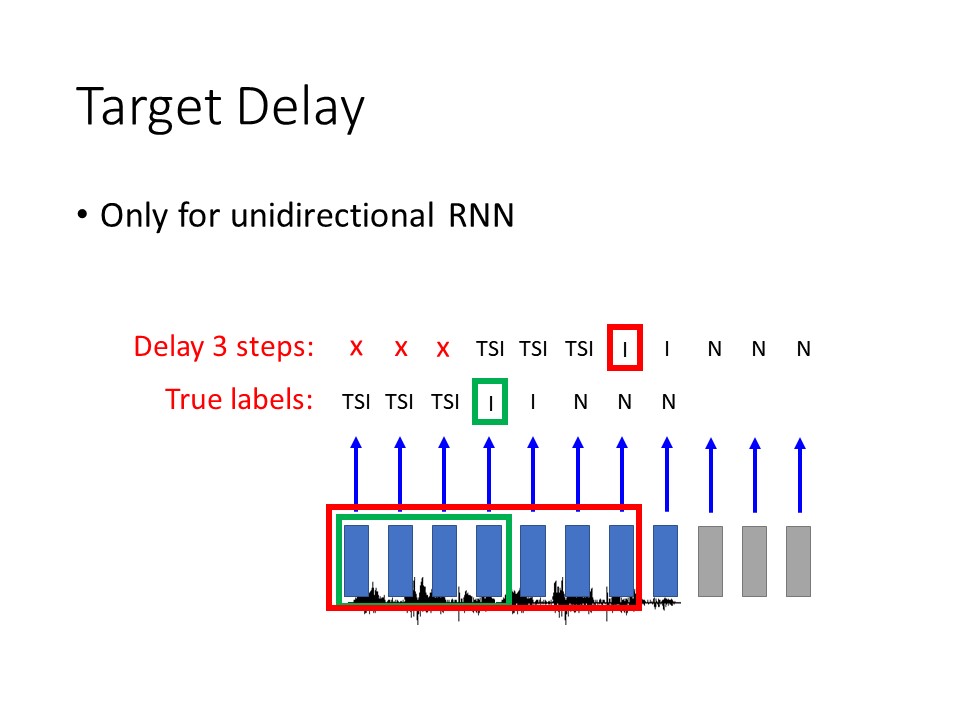 Target Delay
• Only for unidirectional RNN
Delay 3 steps: x x x TSI TSI TSI I I N N N
True labels: TSI TSI TSI I I N N N